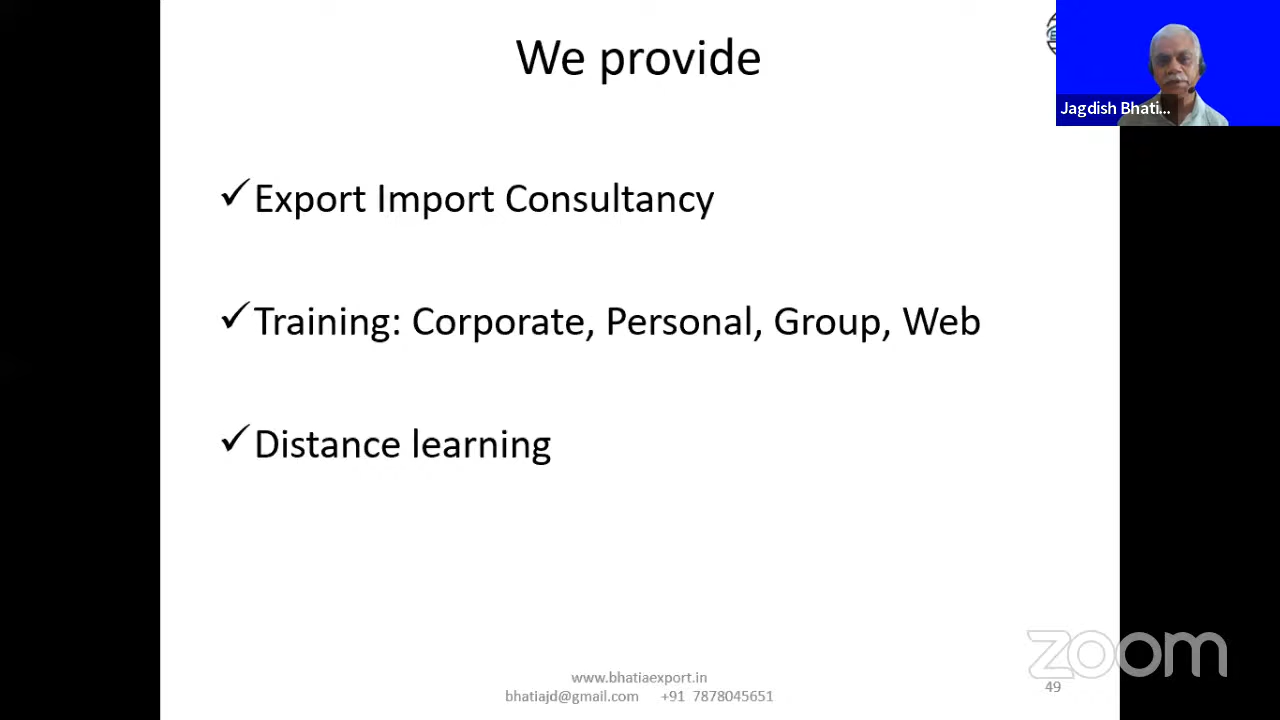 We provide
Jagdish Bhati...
✓Export Import Consultancy
✓Training: Corporate, Personal, Group, Web
✓Distance learning
zoom
www.bhatiaexport.in
bhatiajd@gmail.com +91 7878045651
49